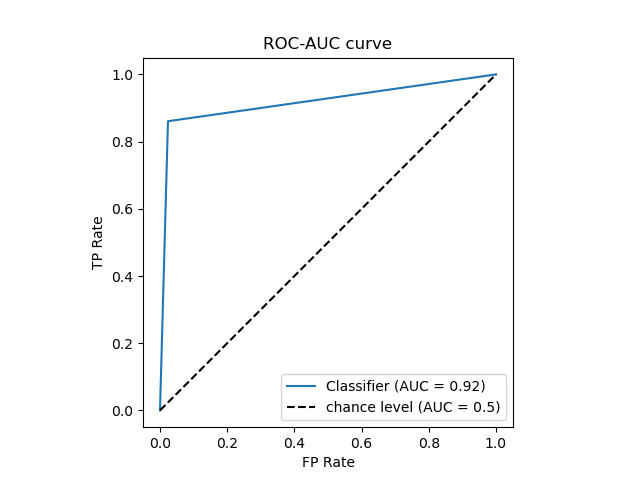 ROC-AUC curve
1.0
0.8
0.6
0.4
0.2
0.0
TP Rate
Classifier (AUC = 0.92)
chance level (AUC = 0.5)
0.0 0.2 0.4 0.6 0.8 1.0
FP Rate